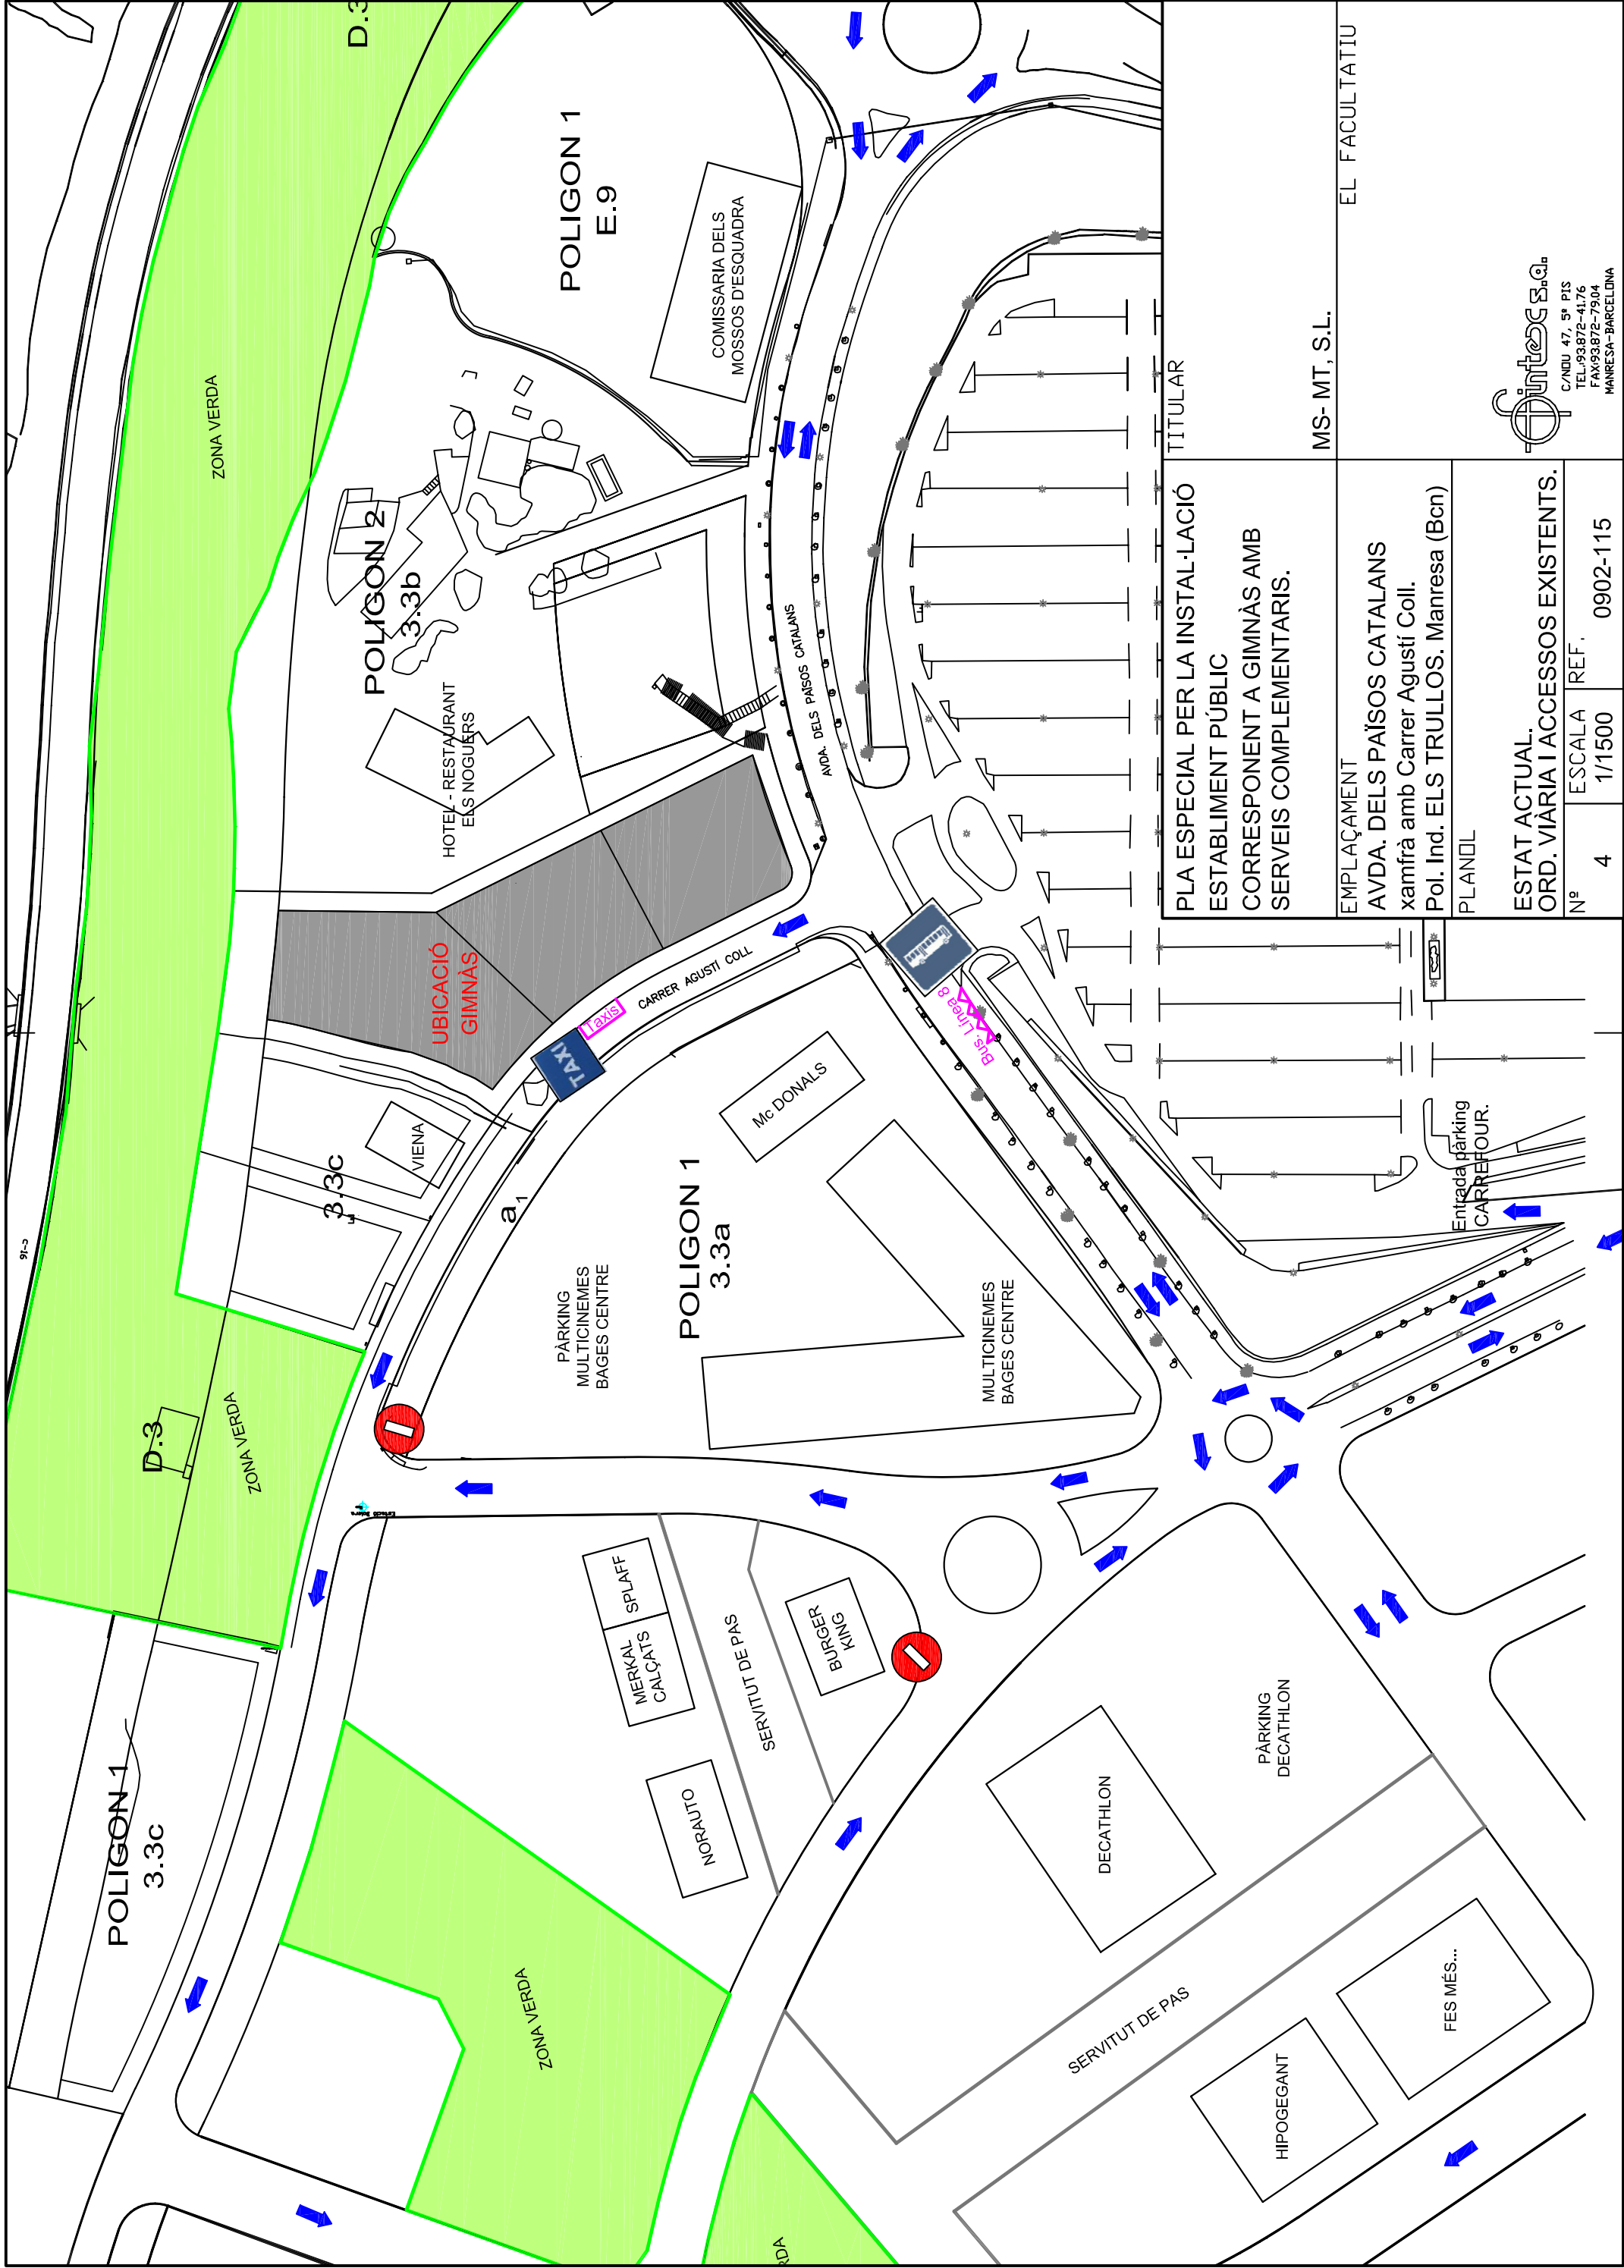 POLIGON 1
3.3c
D.3
ZONA VERDA
C-16
ZONA VERDA
D.3
ZONA VERDA
3.3c
VIENA
UBICACIÓ
GIMNÀS
TAXI
Taxis
CARRER AGUSTÍ COLL
POLIGON 2
3.3b
HOTEL - RESTAURANT
ELS NOGUERS
POLIGON 1
E.9
COMISSARIA DELS
MOSSOS D'ESQUADRA
AVDA. DELS PAÏSOS CATALANS
a1
PÀRKING
MULTICINEMES
BAGES CENTRE
POLIGON 1
3.3a
Mc DONALS
MULTICINEMES
BAGES CENTRE
Bus. Línea 8
MERKAL
CALÇATS
SPLAFF
NORAUTO
SERVITUT DE PAS
BURGER
KING
DECATHLON
PÀRKING
DECATHLON
SERVITUT DE PAS
HIPOGEGANT
FES MÉS...
Entrada pàrking
CARREFOUR.
RDA
PLA ESPECIAL PER LA INSTAL·LACIÓ
ESTABLIMENT PÚBLIC
CORRESPONENT A GIMNÀS AMB
SERVEIS COMPLEMENTARIS.
TITULAR
MS- MT, S.L.
EMPLAÇAMENT
AVDA. DELS PAÏSOS CATALANS
xamfrà amb Carrer Agustí Coll.
Pol. Ind. ELS TRULLOS. Manresa (Bcn)
EL FACULTATIU
PLANOL
ESTAT ACTUAL.
ORD. VIÀRIA I ACCESSOS EXISTENTS.
Nº
4
ESCALA
1/1500
REF.
0902-115
intec s.a.
C/NOU 47, 5º PIS
TEL:93.872-41.76
FAX:93.872-79.04
MANRESA-BARCELONA